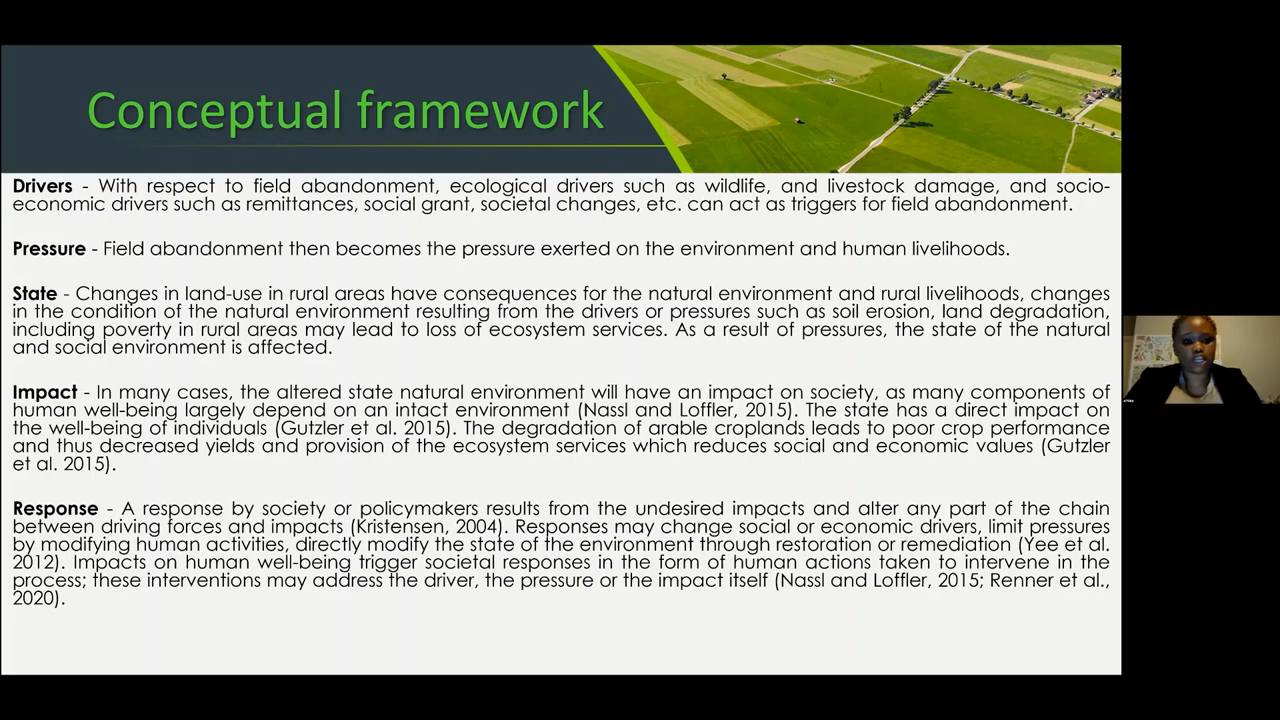 Conceptual framework
Drivers - With respect to field abandonment, ecological drivers such as wildlife, and livestock damage, and socio-
economic drivers such as remittances, social grant, societal changes, etc. can act as triggers for field abandonment.
Pressure - Field abandonment then becomes the pressure exerted on the environment and human livelihoods.
State - Changes in land-use in rural areas have consequences for the natural environment and rural livelihoods, changes
in the condition of the natural environment resulting from the drivers or pressures such as soil erosion, land degradation,
including poverty in rural areas may lead to loss of ecosystem services. As a result of pressures, the state of the natural
and social environment is affected.
Impact - In many cases, the altered state natural environment will have an impact on society, as many components of
human well-being largely depend on an intact environment (Nassl and Loffler, 2015). The state has a direct impact on
the well-being of individuals (Gutzler et al. 2015). The degradation of arable croplands leads to poor crop performance
and thus decreased yields and provision of the ecosystem services which reduces social and economic values (Gutzler
et al. 2015).
Response - A response by society or policymakers results from the undesired impacts and alter any part of the chain
between driving forces and impacts (Kristensen, 2004). Responses may change social or economic drivers, limit pressures
by modifying human activities, directly modify the state of the environment through restoration or remediation (Yee et al.
2012). Impacts on human well-being trigger societal responses in the form of human actions taken to intervene in the
process; these interventions may address the driver, the pressure or the impact itself (Nassl and Loffler, 2015; Renner et al.,
2020).